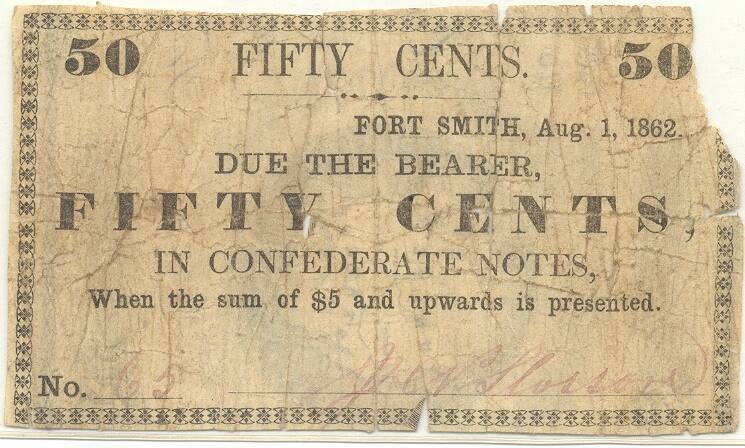 50 FIFTY CENTS. 50
FORT SMITH, Aug. 1, 1862.
DUE THE BEARER,
FIFTY CENTS,
IN CONFEDERATE NOTES,
When the sum of $5 and upwards is presented.
No. 65